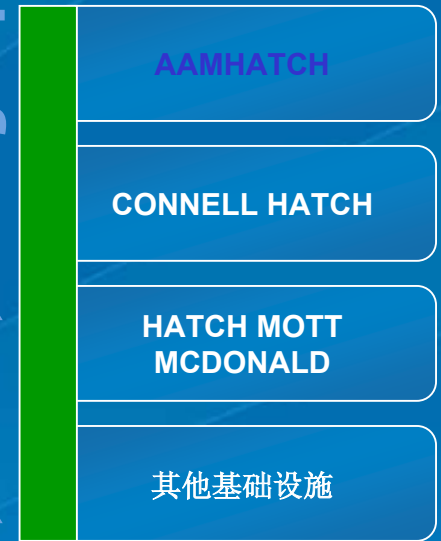 AAMHATCH
CONNELL HATCH
HATCH MOTT
MCDONALD
其他基础设施